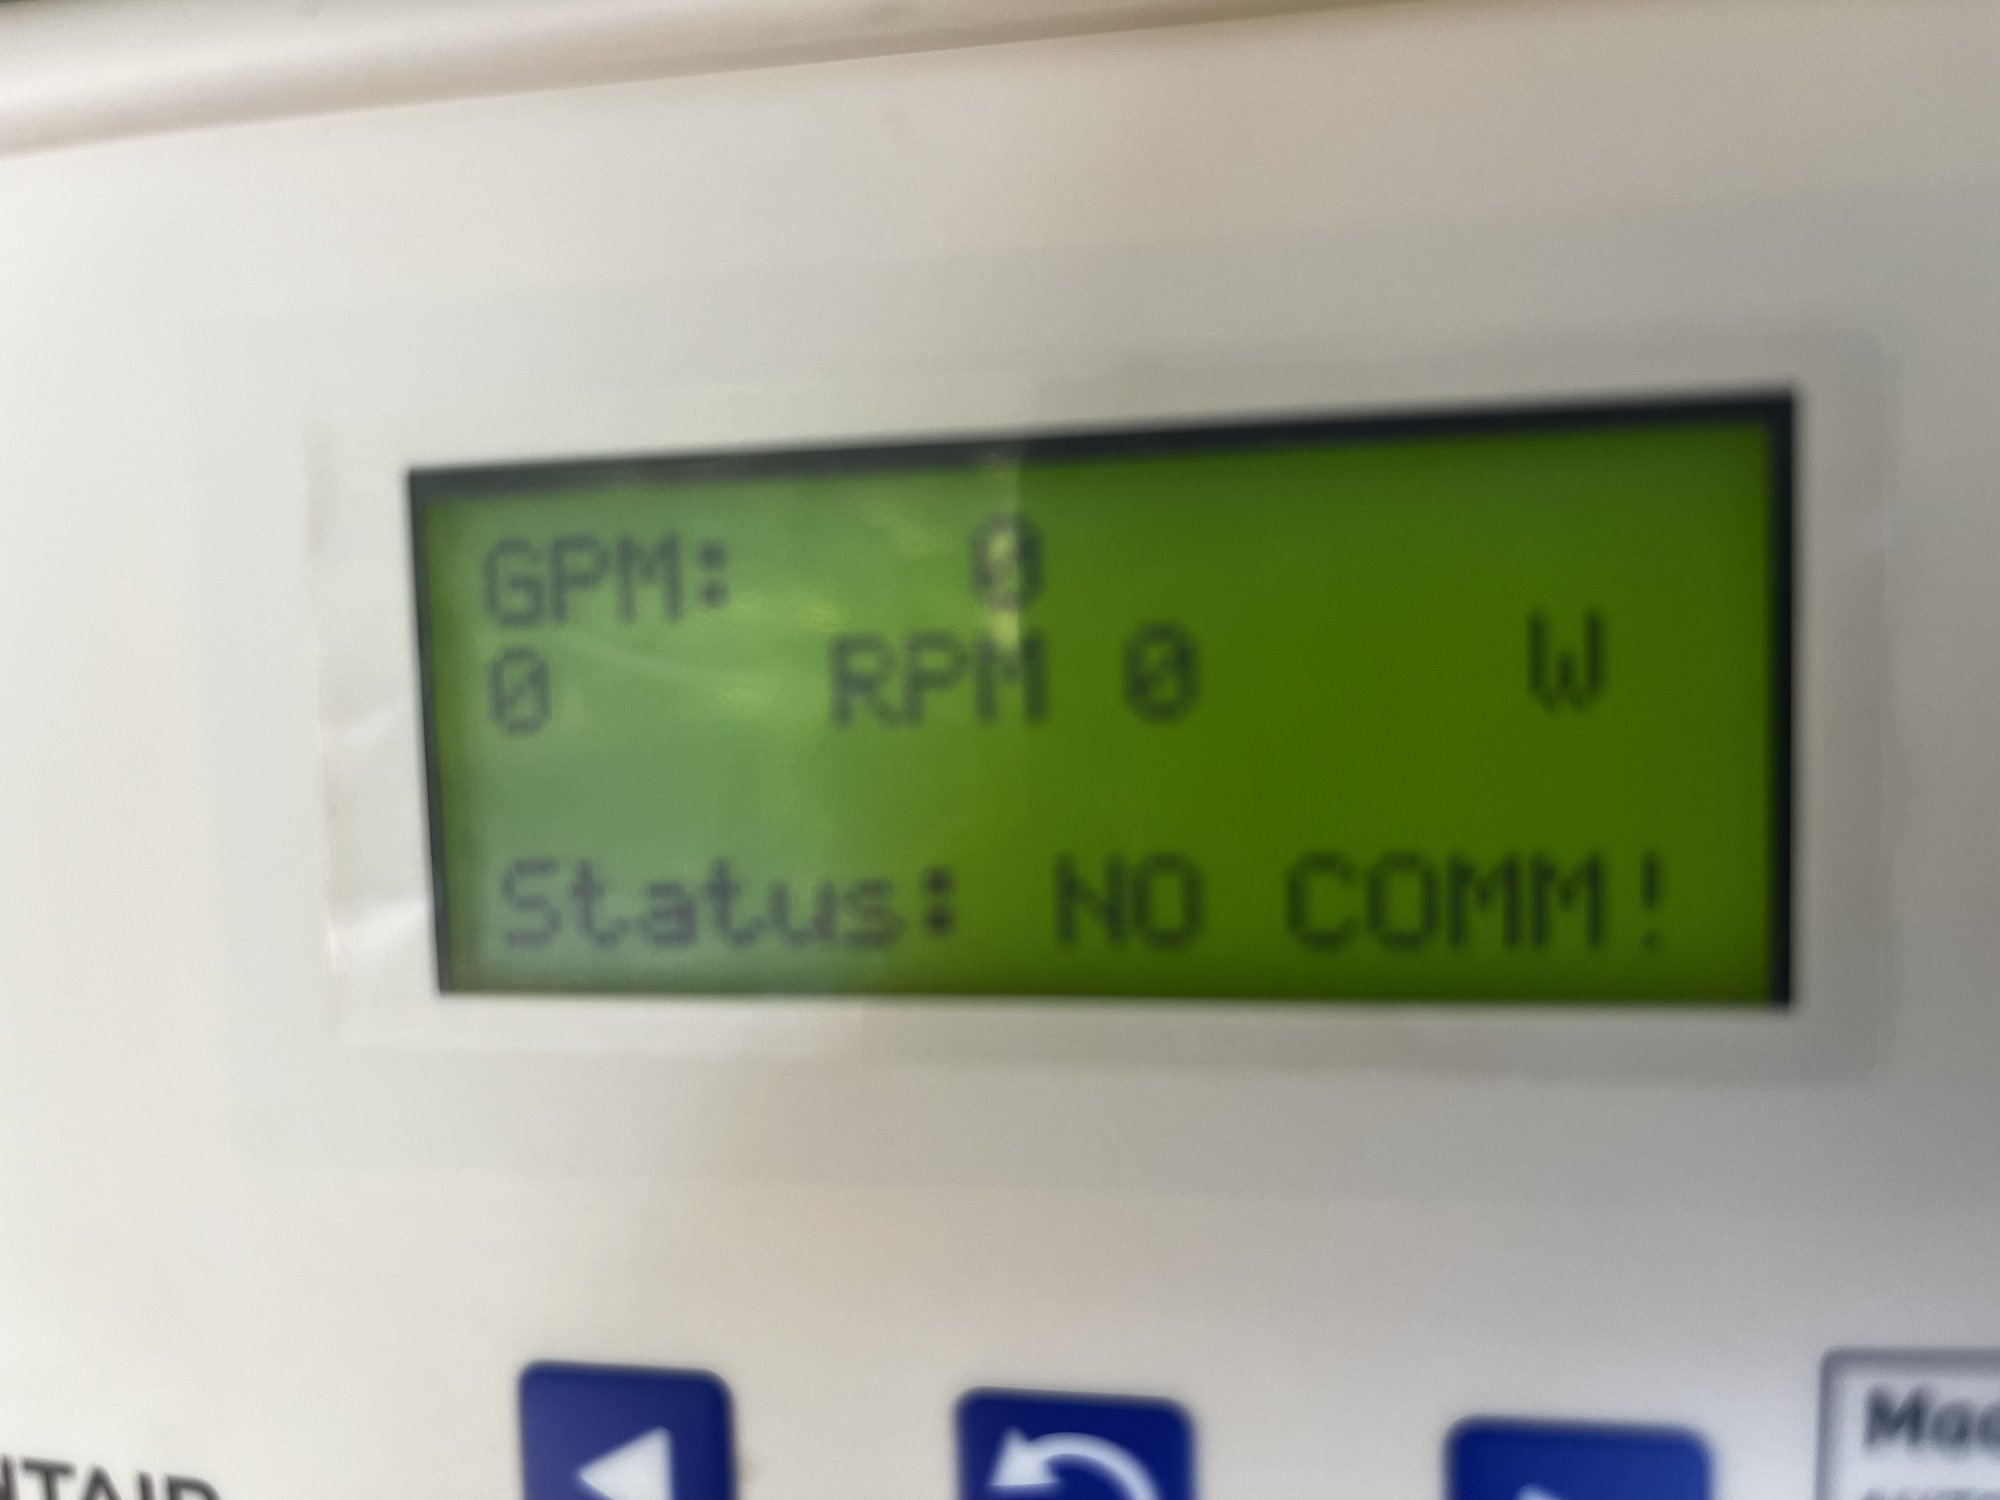 GPM: 0
0 RPM 0 W
Status: NO COMM!